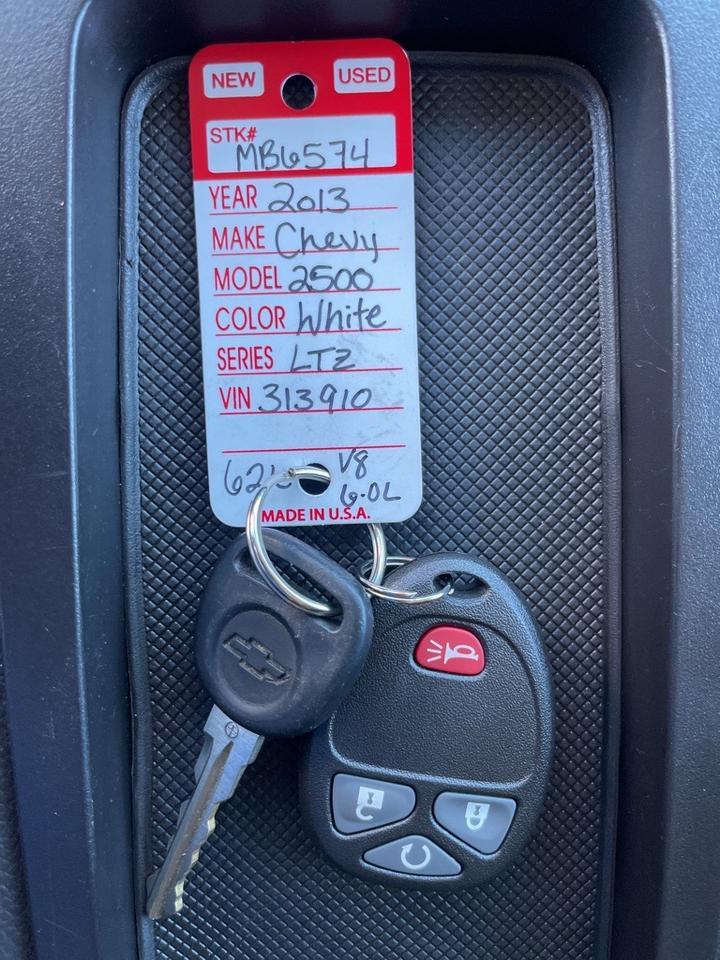 NEW USED
STK# MB6574
YEAR 2013
MAKE Chevy
MODEL 2500
COLOR White
SERIES LTZ
VIN 313910
V8
6.0L
MADE IN U.S.A.